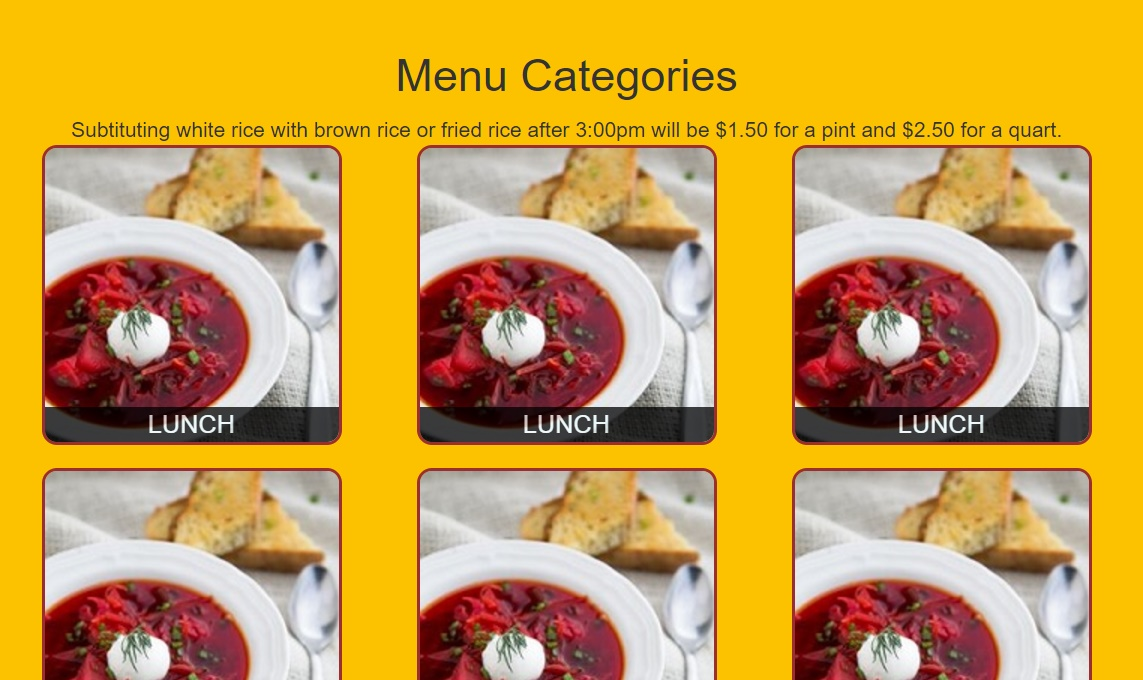 Menu Categories
Subtituting white rice with brown rice or fried rice after 3:00pm will be $1.50 for a pint and $2.50 for a quart.
LUNCH
LUNCH
LUNCH